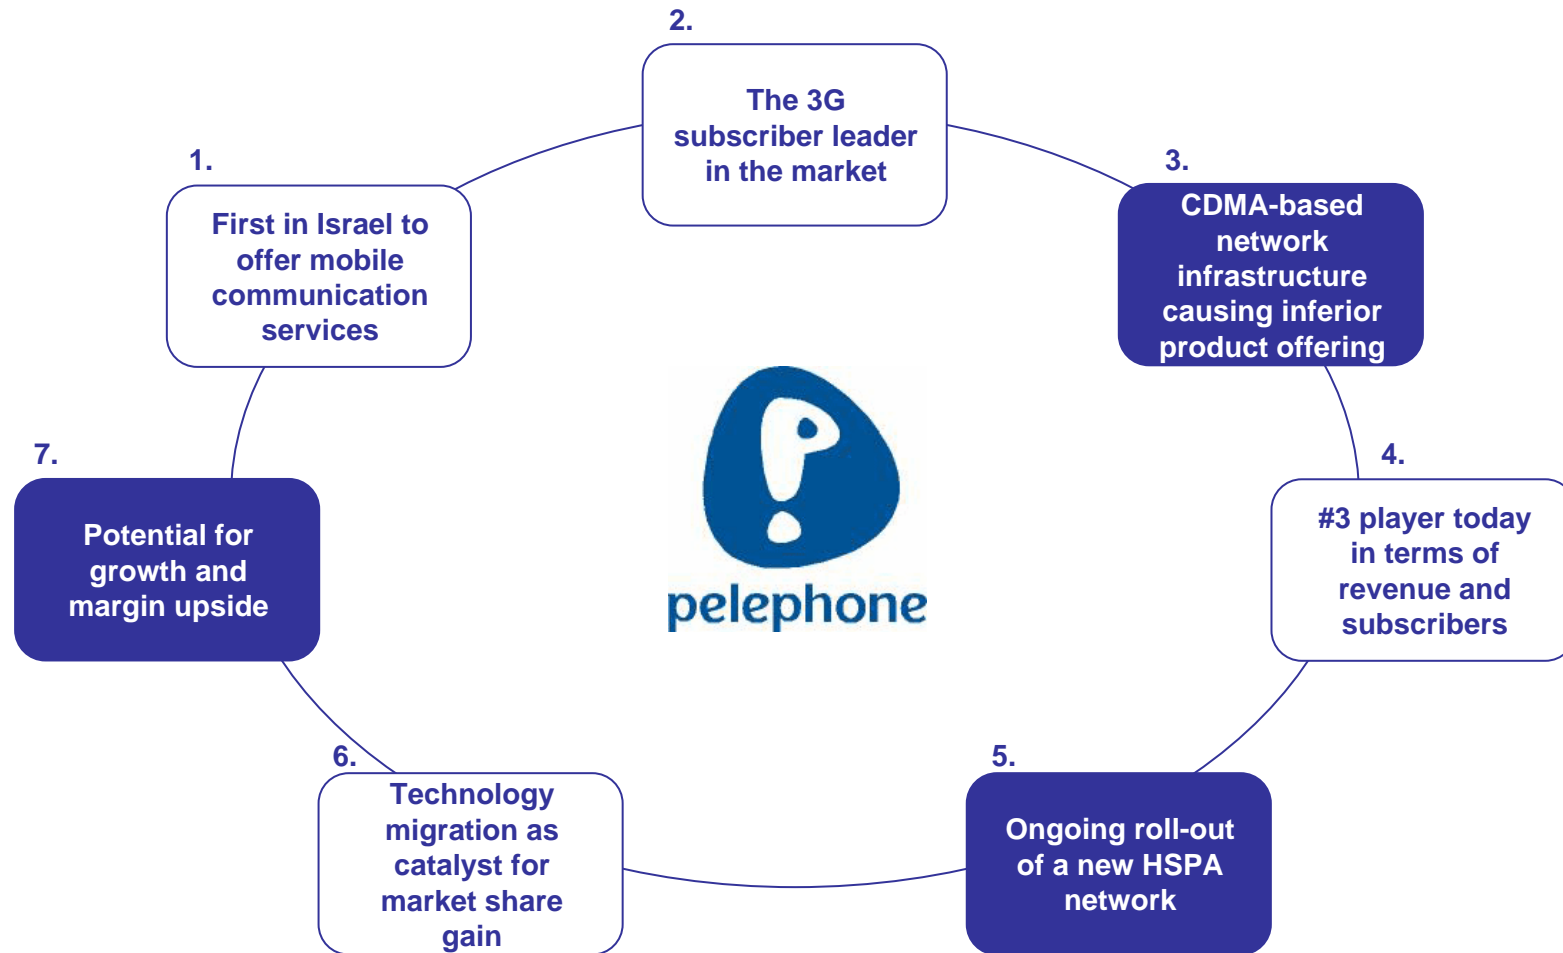 1.
First in Israel to
offer mobile
communication
services
2.
The 3G
subscriber leader
in the market
3.
CDMA-based
network
infrastructure
causing inferior
product offering
4.
#3 player today
in terms of
revenue and
subscribers
5.
Ongoing roll-out
of a new HSPA
network
6.
Technology
migration as
catalyst for
market share
gain
7.
Potential for
growth and
margin upside
pelephone